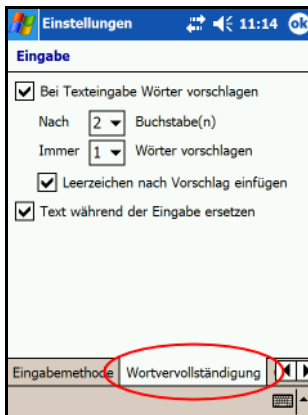 Einstellungen 11:14 ok
Eingabe
Bei Texteingabe Wörter vorschlagen
Nach 2 Buchstabe(n)
Immer 1 Wörter vorschlagen
Leerzeichen nach Vorschlag einfügen
Text während der Eingabe ersetzen
Eingabemethode Wortvervollständigung